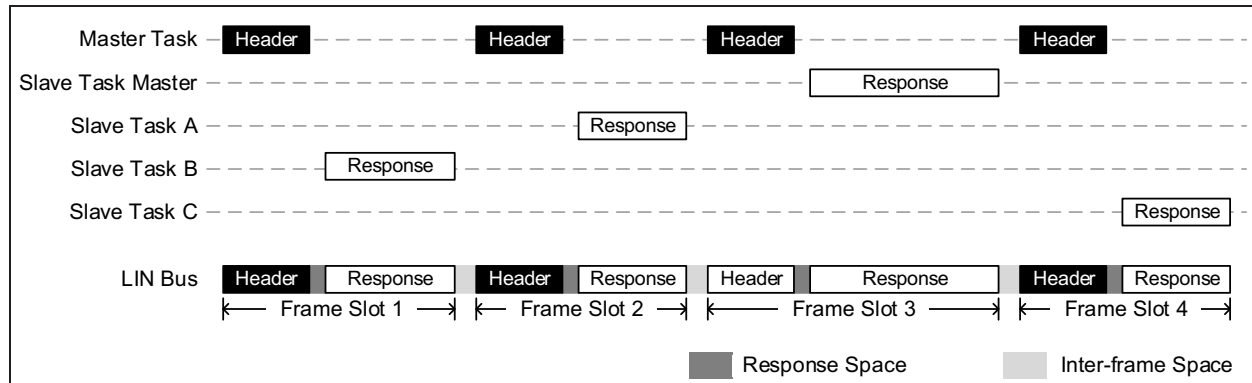 Master Task Header Header Header Header
Slave Task Master Response
Slave Task A Response
Slave Task B Response
Slave Task C Response
LIN Bus Header Response Header Response Header Response Header Response
Frame Slot 1 Frame Slot 2 Frame Slot 3 Frame Slot 4
Response Space Inter-frame Space